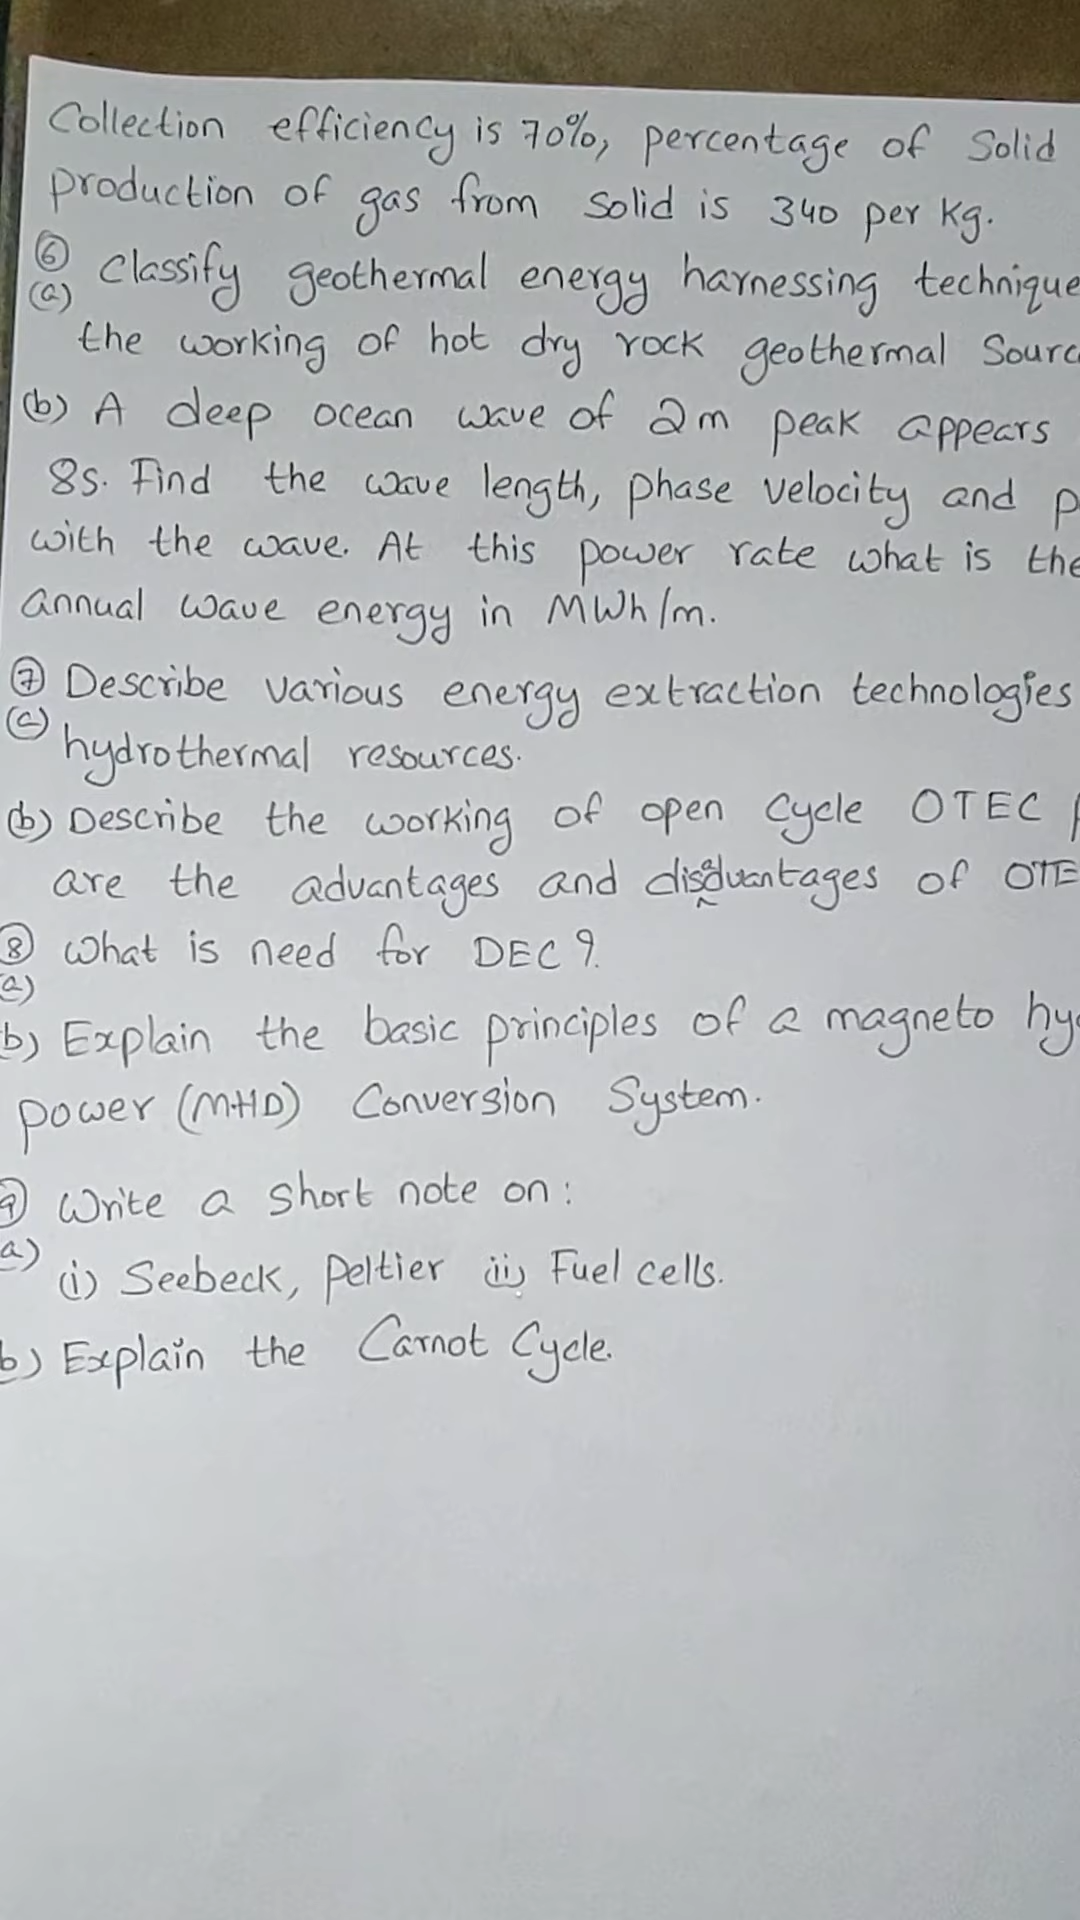 Collection efficiency is 70%, percentage of solid
production of gas from solid is 340 per kg.
⑥ Classify geothermal energy harnessing technique
(a)
the working of hot dry rock geothermal Sourc
(b) A deep ocean wave of 2m peak appears
8s. Find the wave length, phase velocity and p
with the wave. At this power rate what is the
annual wave energy in MWh/m.
⑦ Describe various energy extraction technologies
(a)
hydrothermal resources.
(b) Describe the working of open cycle OTEC
are the advantages and disadvantages of OTE
⑧ what is need for DEC?
a)
b) Explain the basic principles of a magneto hy
power (MHD) Conversion System.
⑨ Write a short note on:
a)
(i) Seebeck, Peltier (ii) Fuel cells.
b) Explain the Carnot Cycle.